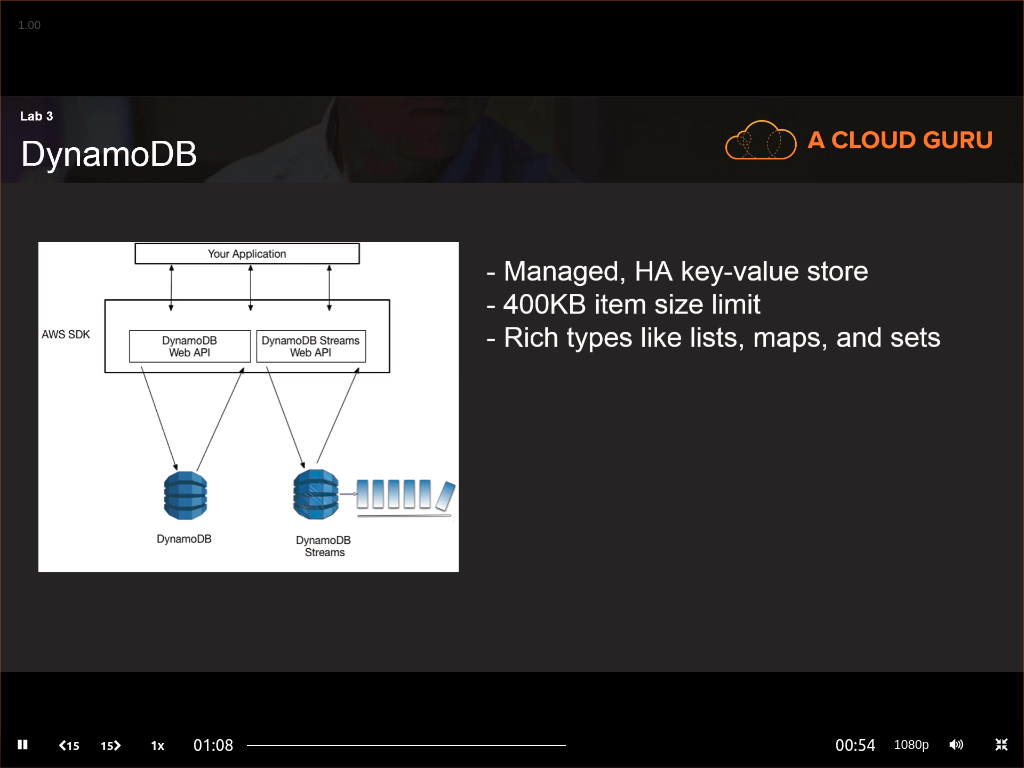 1.00
Lab 3
DynamoDB
A CLOUD GURU
Your Application
AWS SDK
DynamoDB
Web API
DynamoDB Streams
Web API
DynamoDB
DynamoDB
Streams
- Managed, HA key-value store
- 400KB item size limit
- Rich types like lists, maps, and sets
15 15 1x 01:08 00:54 1080p